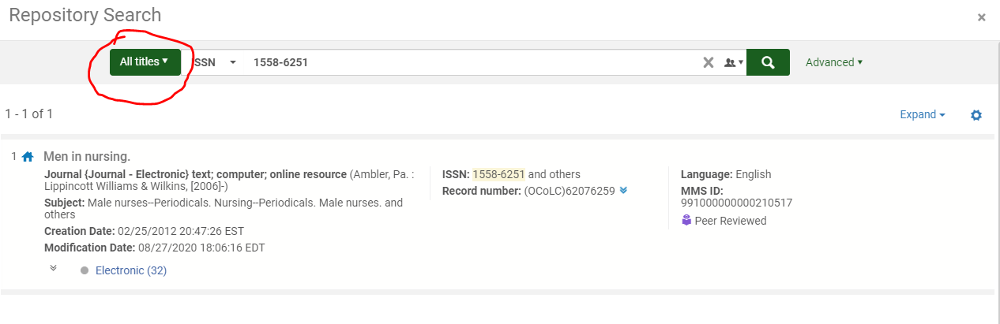 Repository Search
×
All titles ▾ ISSN 1558-6251 Advanced ▾
1 - 1 of 1 Expand
1 Men in nursing.
Journal {Journal - Electronic} text; computer; online resource (Ambler, Pa. :
Lippincott Williams & Wilkins, [2006]-)
Subject: Male nurses--Periodicals. Nursing--Periodicals. Male nurses. and
others
Creation Date: 02/25/2012 20:47:26 EST
Modification Date: 08/27/2020 18:06:16 EDT
Electronic (32)
ISSN: 1558-6251 and others
Record number: (OCoLC)62076259
Language: English
MMS ID:
991000000000210517
Peer Reviewed